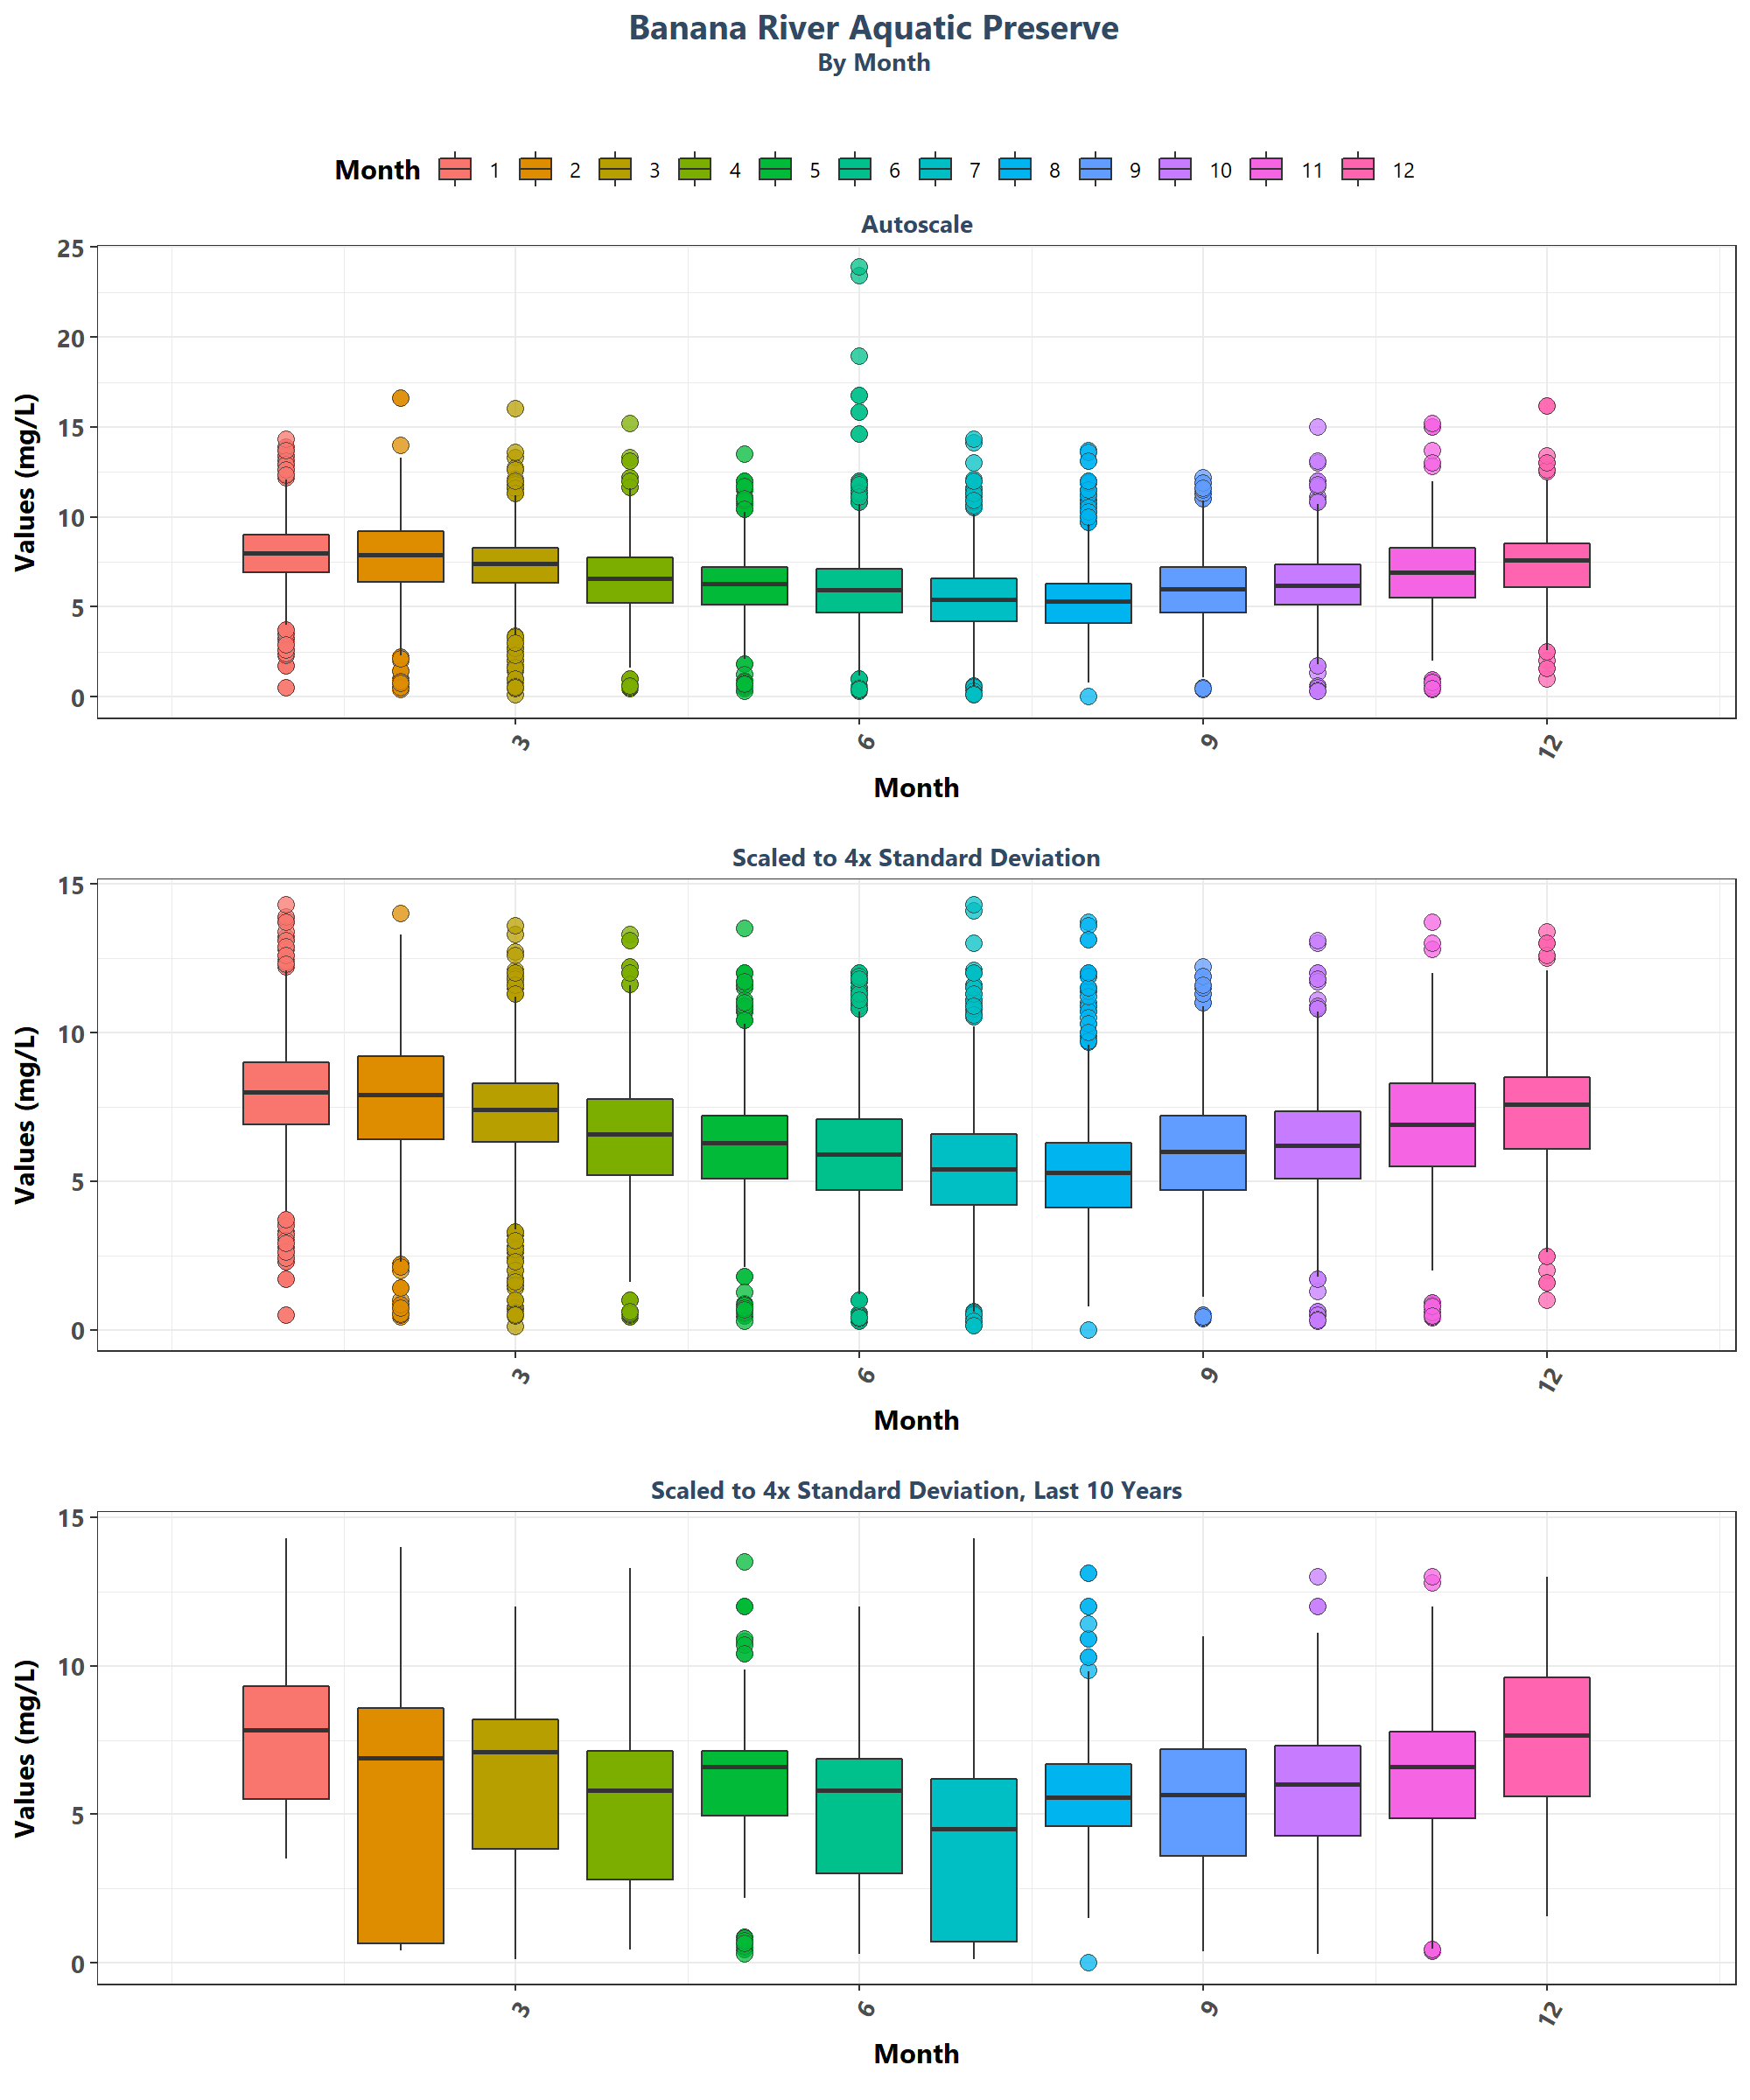 Banana River Aquatic Preserve
By Month
Month 1 2 3 4 5 6 7 8 9 10 11 12
Autoscale
Values (mg/L)
25
20
15
10
5
0
3 6 9 12
Month
Scaled to 4x Standard Deviation
Values (mg/L)
15
10
5
0
3 6 9 12
Month
Scaled to 4x Standard Deviation, Last 10 Years
Values (mg/L)
15
10
5
0
3 6 9 12
Month